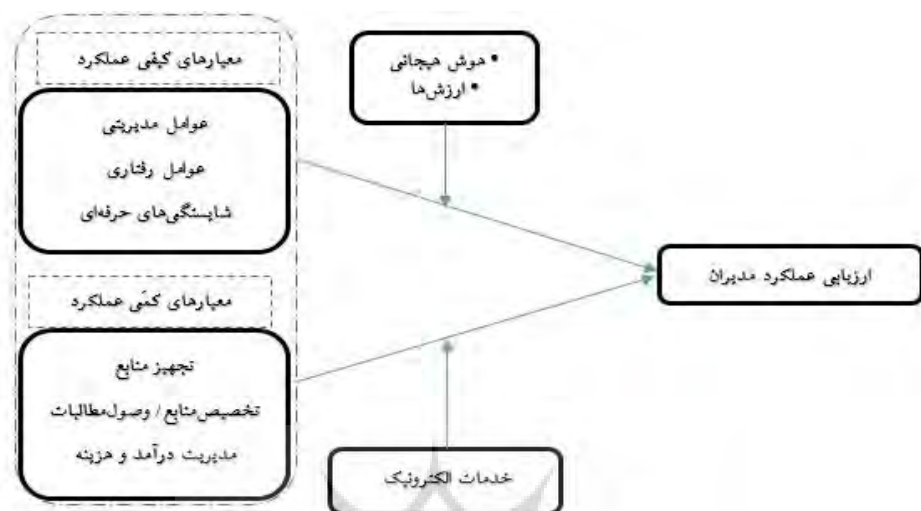 معیارهای کیفی عملکرد
عوامل مدیریتی
عوامل رفتاری
شایستگی‌های حرفه‌ای
معیارهای کمّی عملکرد
تجهیز منابع
تخصیص‌منابع / وصول‌مطالبات
مدیریت درآمد و هزینه
• هوش هیجانی
• ارزش‌ها
خدمات الکترونیک
ارزیابی عملکرد مدیران